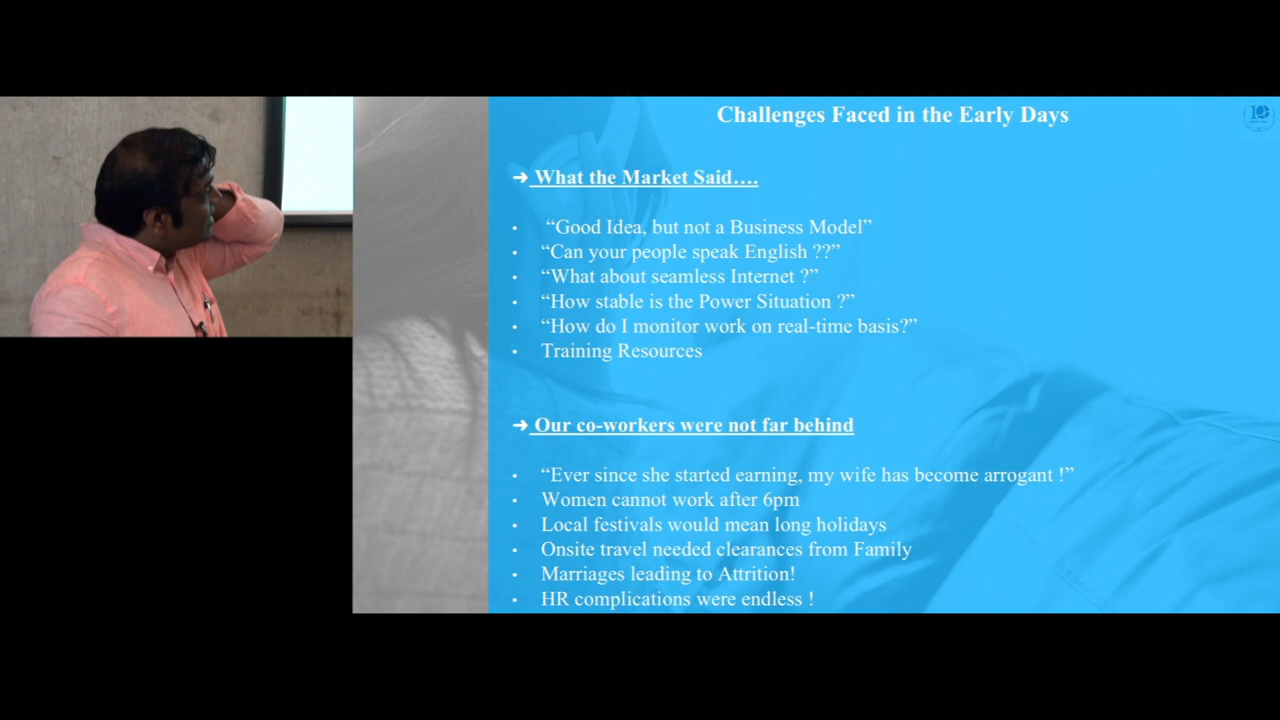 Challenges Faced in the Early Days
➜ What the Market Said….
• “Good Idea, but not a Business Model”
• “Can your people speak English ??”
• “What about seamless Internet ?”
• “How stable is the Power Situation ?”
• “How do I monitor work on real-time basis?”
• Training Resources
➜ Our co-workers were not far behind
• “Ever since she started earning, my wife has become arrogant !”
• Women cannot work after 6pm
• Local festivals would mean long holidays
• Onsite travel needed clearances from Family
• Marriages leading to Attrition!
• HR complications were endless !